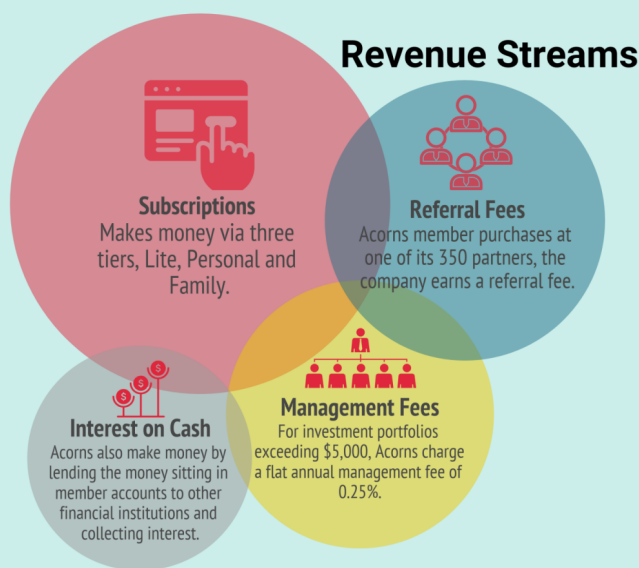 Revenue Streams
Subscriptions
Makes money via three
tiers, Lite, Personal and
Family.
Referral Fees
Acorns member purchases at
one of its 350 partners, the
company earns a referral fee.
Management Fees
For investment portfolios
exceeding $5,000, Acorns charge
a flat annual management fee of
0.25%.
$
$
$
Interest on Cash
Acorns also make money by
lending the money sitting in
member accounts to other
financial institutions and
collecting interest.